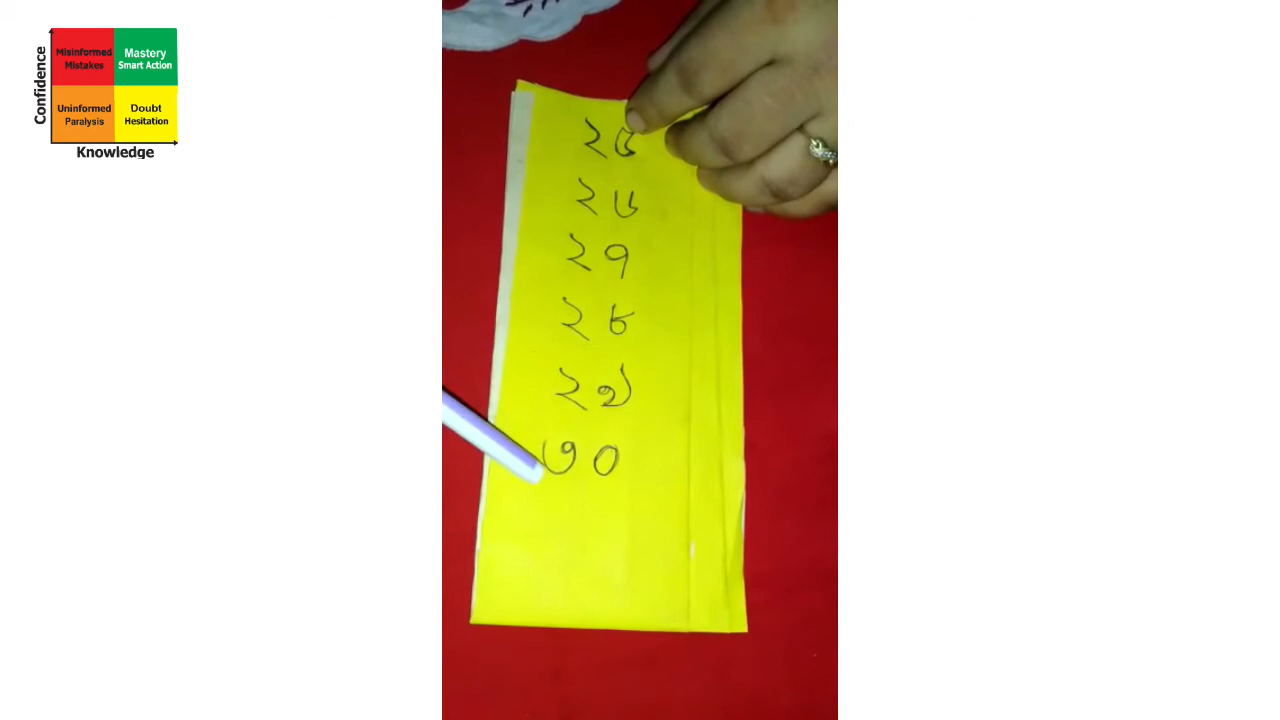 Confidence
Misinformed
Mistakes
Mastery
Smart Action
Uninformed
Paralysis
Doubt
Hesitation
Knowledge
২৫
২৬
২৭
২৮
২৯
৩০